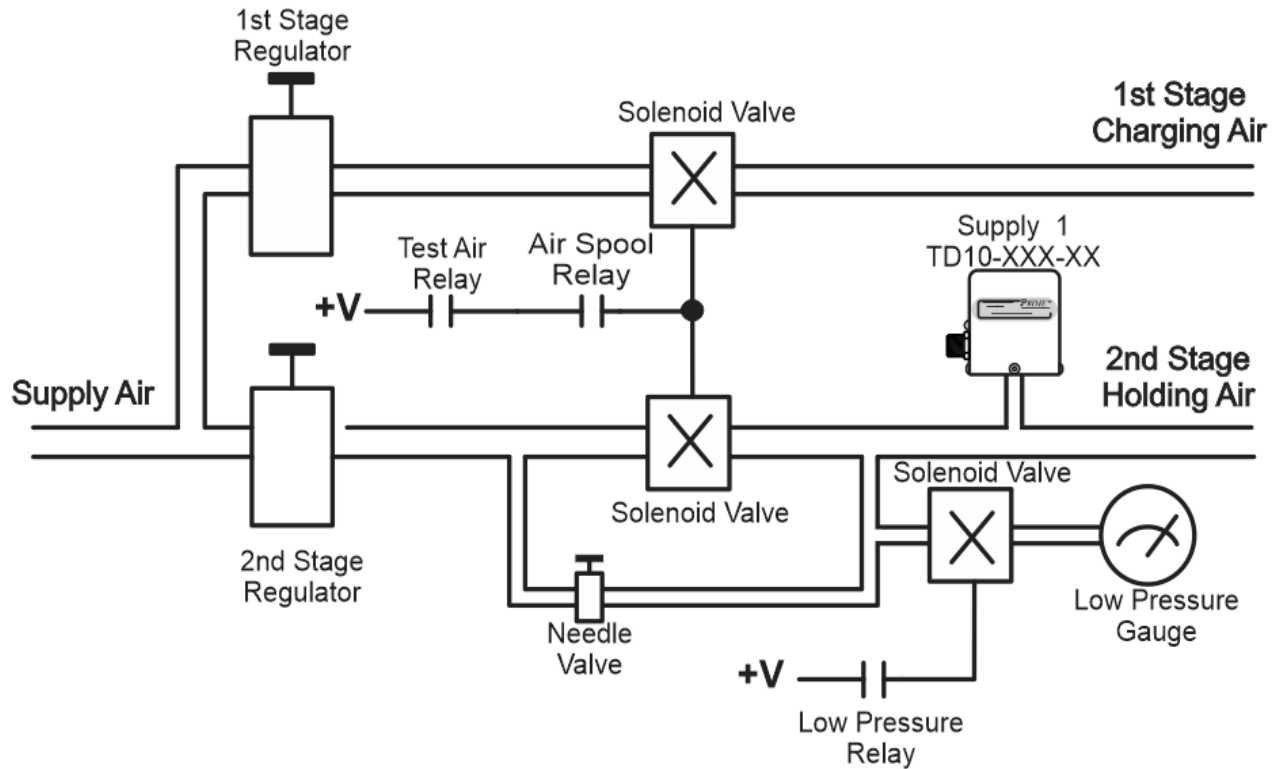 1st Stage
Regulator
Solenoid Valve
1st Stage
Charging Air
Test Air
Relay
Air Spool
Relay
+V
Supply 1
TD10-XXX-XX
PRIME
Supply Air
2nd Stage
Holding Air
Solenoid Valve
Solenoid Valve
2nd Stage
Regulator
Needle
Valve
Low Pressure
Gauge
+V
Low Pressure
Relay